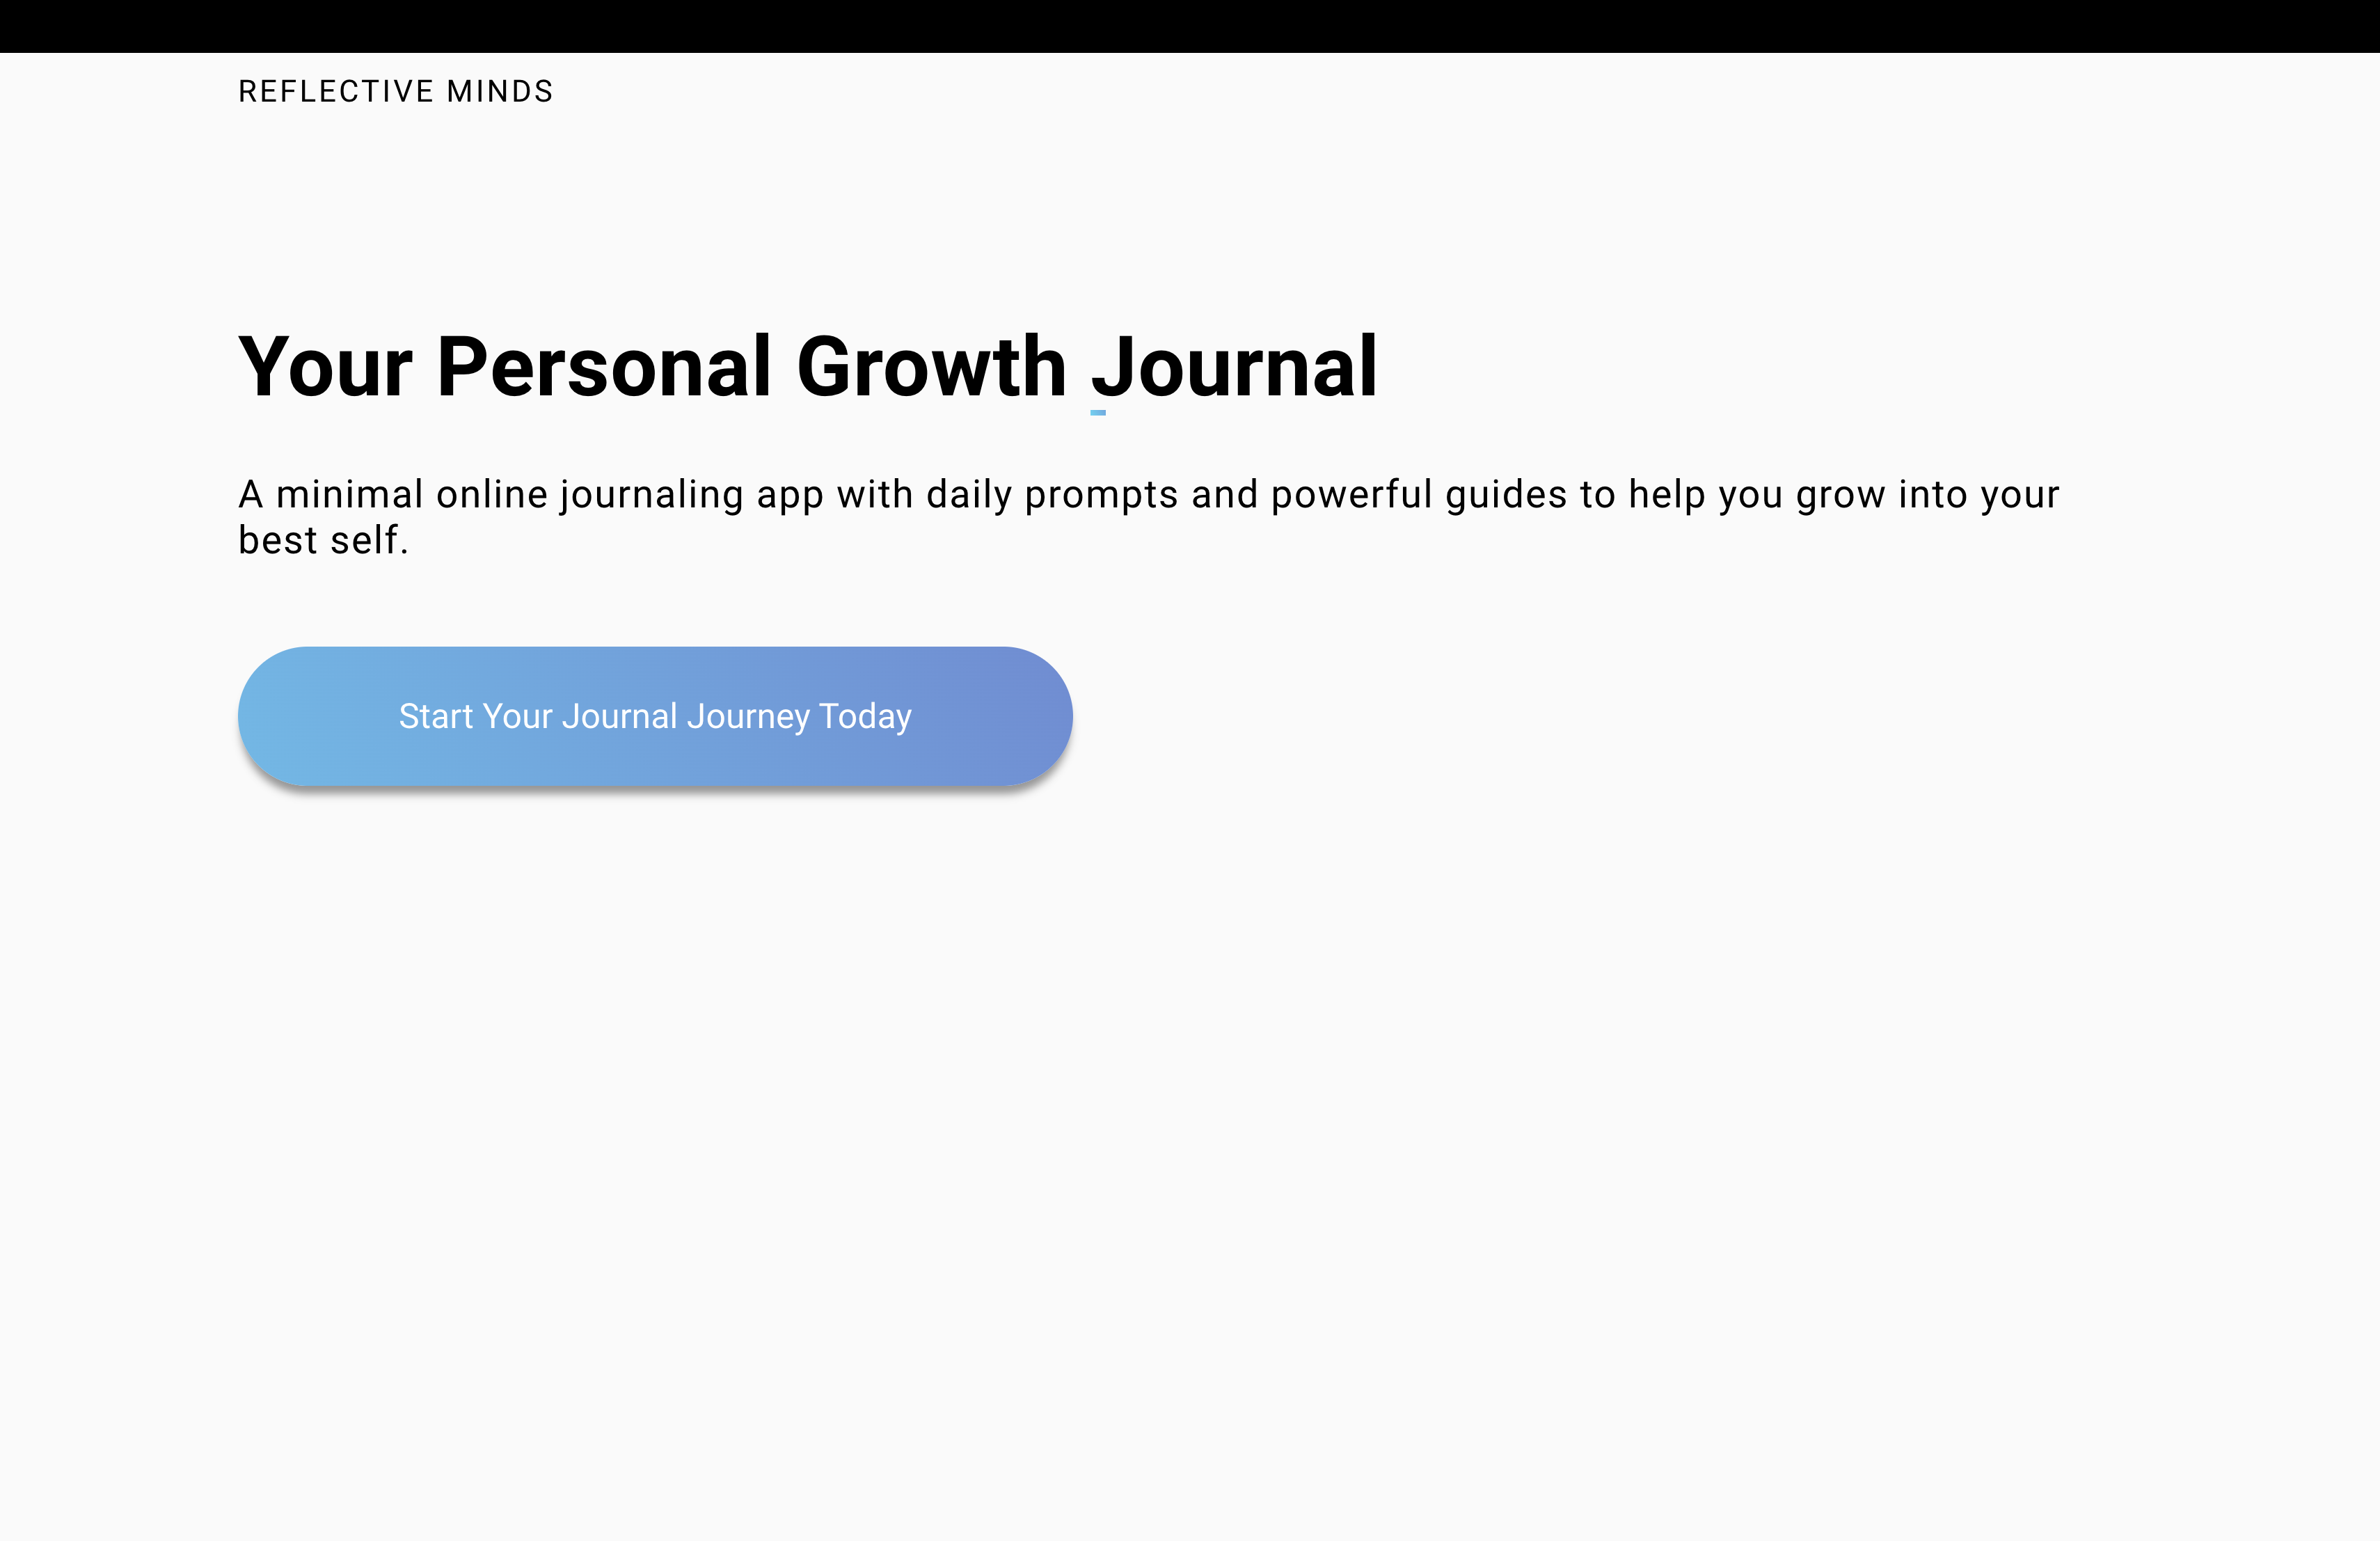 REFLECTIVE MINDS
Your Personal Growth Journal
A minimal online journaling app with daily prompts and powerful guides to help you grow into your
best self.
Start Your Journal Journey Today